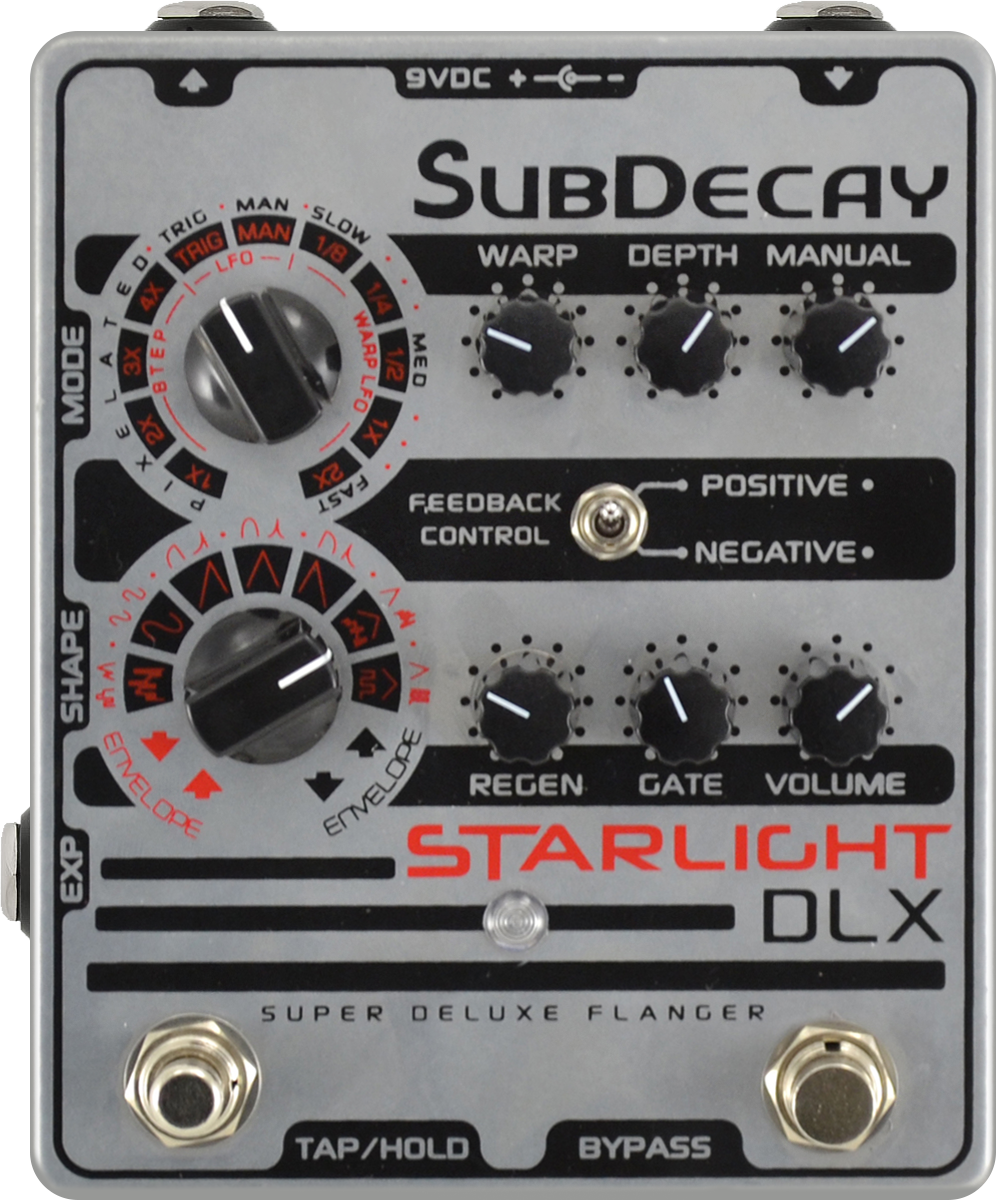 9VDC + -
SUBDECAY
WARP DEPTH MANUAL
MODE
PIXELATED · TRIG · MAN · SLOW · · · MED · · · FAST
1X 2X 3X 4X TRIG MAN 1/8 1/4 1/2 1X 2X
STEP LFO WARP LFO
FEEDBACK
CONTROL
POSITIVE
NEGATIVE
SHAPE
ENVELOPE
ENVELOPE
REGEN GATE VOLUME
EXP
STARLIGHT
DLX
SUPER DELUXE FLANGER
TAP/HOLD BYPASS